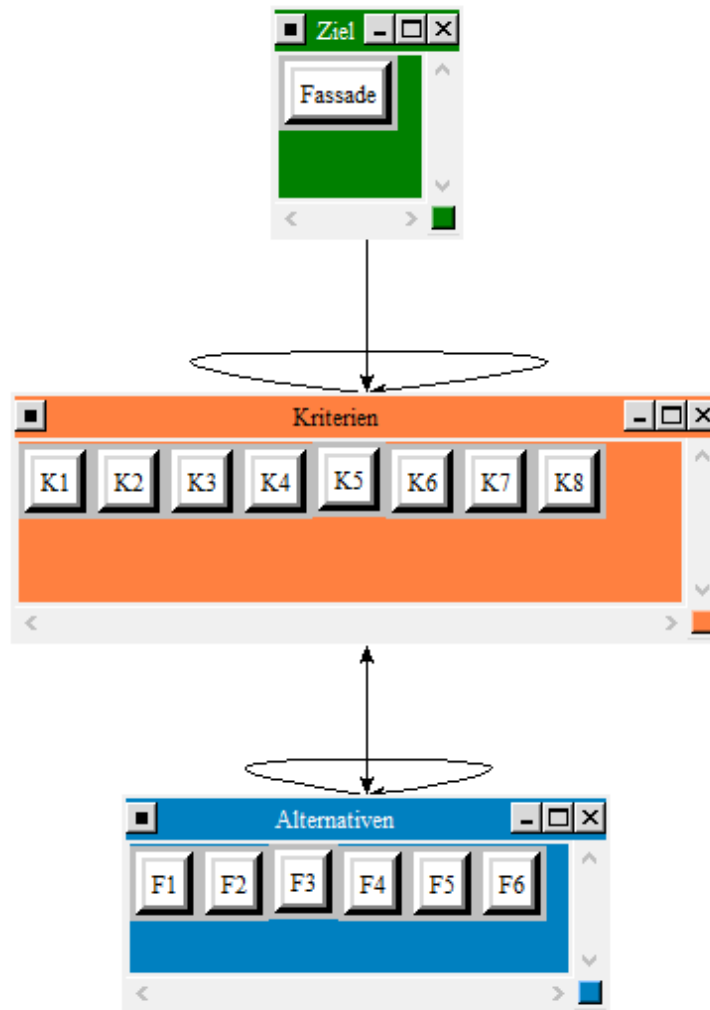 Ziel
Fassade
Kriterien
K1 K2 K3 K4 K5 K6 K7 K8
Alternativen
F1 F2 F3 F4 F5 F6